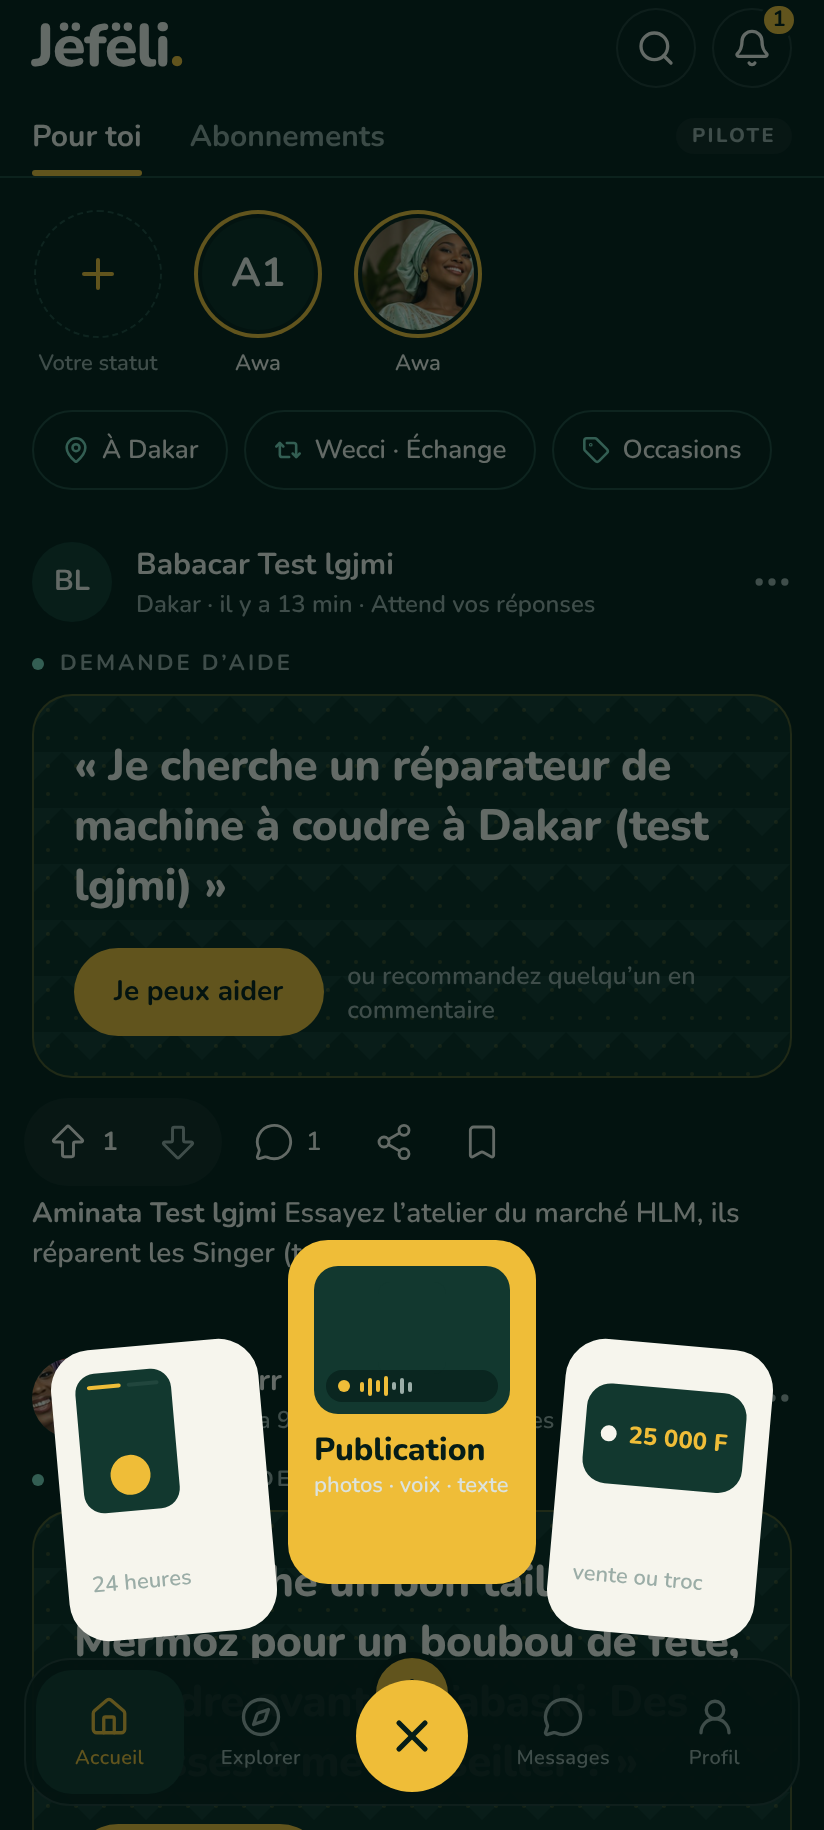 Jëfëli.
1
Pour toi
Abonnements
PILOTE
A1
Votre statut
Awa
Awa
À Dakar
Wecci · Échange
Occasions
BL
Babacar Test lgjmi
Dakar · il y a 13 min · Attend vos réponses
DEMANDE D’AIDE
« Je cherche un réparateur de
machine à coudre à Dakar (test
lgjmi) »
Je peux aider
ou recommandez quelqu’un en
commentaire
1
1
Aminata Test lgjmi Essayez l’atelier du marché HLM, ils
réparent les Singer
Publication
photos · voix · texte
25 000 F
24 heures
vente ou troc
un bon
Mermoz pour un boubou de fête,
Accueil
Explorer
Messages
Profil